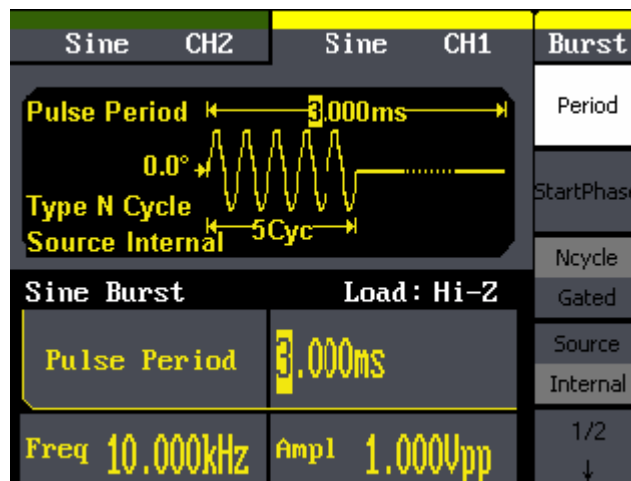 Sine CH2
Sine CH1
Burst
Pulse Period 3.000ms
0.0°
Type N Cycle
Source Internal
5Cyc
Sine Burst Load: Hi-Z
Pulse Period 3.000ms
Freq 10.000kHz
Ampl 1.000Vpp
Period
StartPhas
Ncycle
Gated
Source
Internal
1/2
↓